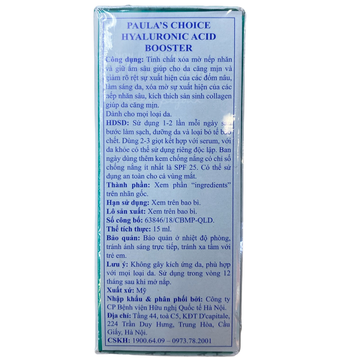 PAULA'S CHOICE
HYALURONIC ACID
BOOSTER
Công dụng: Tinh chất xóa mờ nếp nhăn
và giữ ẩm sâu giúp cho da căng mịn và
giảm rõ rệt sự xuất hiện của các đốm nâu,
làm sáng da, xóa mờ sự xuất hiện của các
nếp nhăn sâu, kích thích sản sinh collagen
giúp da căng mịn.
Dành cho mọi loại da.
HDSD: Sử dụng 1-2 lần mỗi ngày sau
bước làm sạch, dưỡng da và loại bỏ tế bào
chết. Dùng 2-3 giọt kết hợp với serum, với
da khỏe có thể sử dụng riêng độc lập. Ban
ngày dùng thêm kem chống nắng có chỉ số
chống nắng ít nhất là SPF 25. Có thể sử
dụng an toàn cho cả vùng mắt.
Thành phần: Xem phần "ingredients"
trên nhãn gốc.
Hạn sử dụng: Xem trên bao bì.
Lô sản xuất: Xem trên bao bì.
Số công bố: 63846/18/CBMP-QLD.
Thể tích thực: 15 ml.
Bảo quản: Bảo quản ở nhiệt độ phòng,
tránh ánh sáng trực tiếp, tránh xa tầm với
trẻ em.
Lưu ý: Không gây kích ứng da, phù hợp
với mọi loại da. Sử dụng trong vòng 12
tháng sau khi mở nắp.
Xuất xứ: Mỹ
Nhập khẩu & phân phối bởi: Công ty
CP Bệnh viện Hữu nghị Quốc tế Hà Nội.
Địa chỉ: Tầng 44, toà C5, KĐT D'capitale,
224 Trần Duy Hưng, Trung Hòa, Cầu
Giấy, Hà Nội.
CSKH: 1900.64.09 – 0973.78.2001